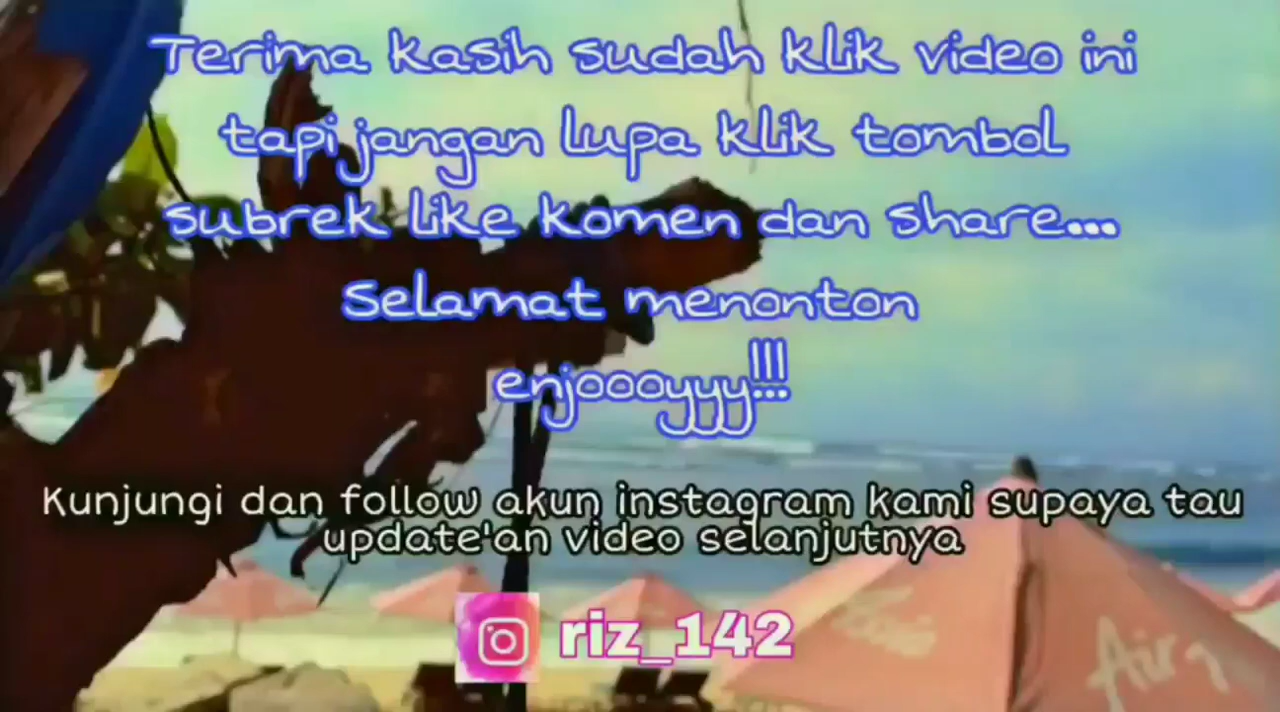 Terima kasih sudah klik video ini
tapi jangan lupa klik tombol
subrek like komen dan share...
Selamat menonton
enjoooyyy!!!
Kunjungi dan follow akun instagram kami supaya tau
update'an video selanjutnya
riz_142
Air